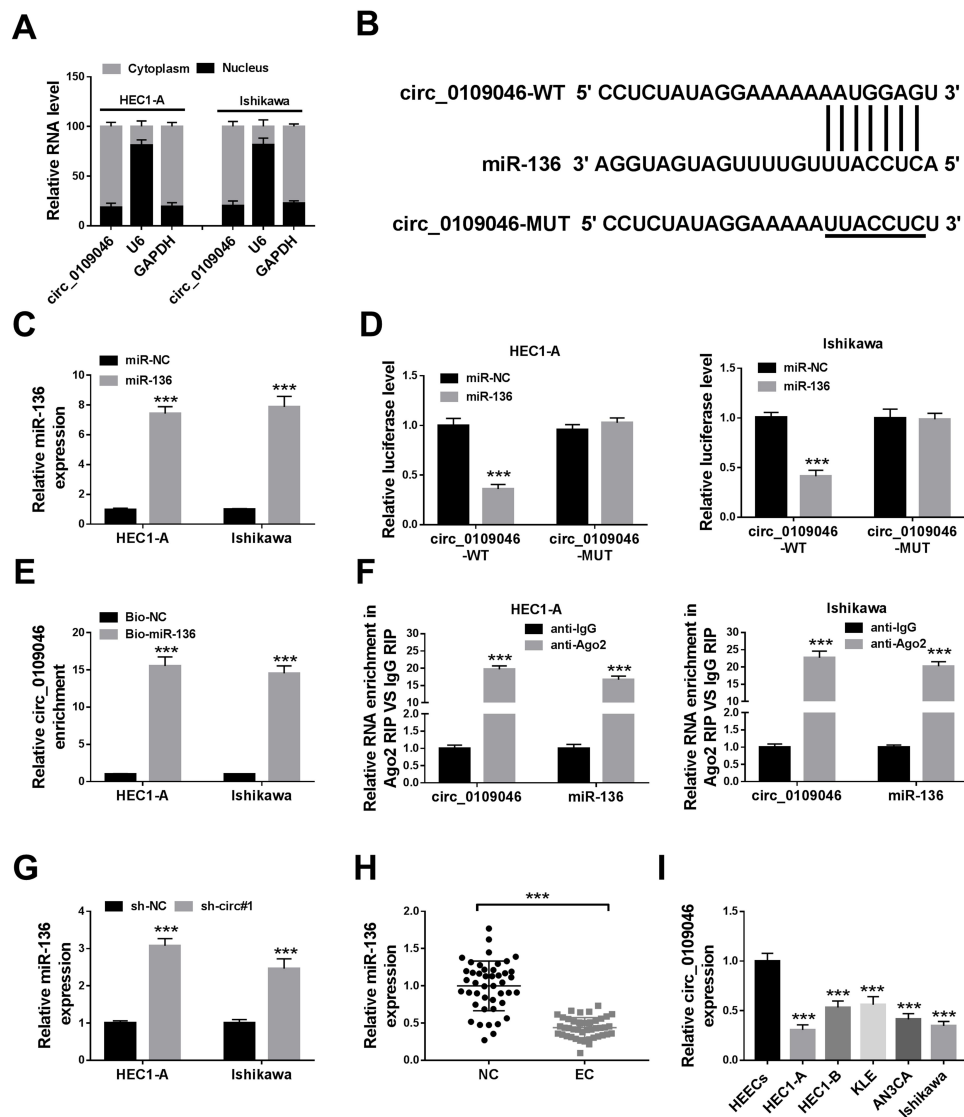 A
Cytoplasm Nucleus
HEC1-A Ishikawa
Relative RNA level
150
100
50
0
circ_0109046 U6 GAPDH circ_0109046 U6 GAPDH
B
circ_0109046-WT 5' CCUCUAUAGGAAAAAAAUGGAGU 3'
miR-136 3' AGGUAGUAGUUUUGUUUACCUCA 5'
circ_0109046-MUT 5' CCUCUAUAGGAAAAAUUACCUCU 3'
C
miR-NC
miR-136
Relative miR-136
expression
10
8
6
4
2
0
*** ***
HEC1-A Ishikawa
D
HEC1-A
miR-NC
miR-136
Relative luciferase level
1.5
1.0
0.5
0.0
***
circ_0109046 circ_0109046
-WT -MUT
Ishikawa
miR-NC
miR-136
Relative luciferase level
1.5
1.0
0.5
0.0
***
circ_0109046 circ_0109046
-WT -MUT
E
Bio-NC
Bio-miR-136
Relative circ_0109046
enrichment
20
15
10
5
0
*** ***
HEC1-A Ishikawa
F
HEC1-A
anti-IgG
anti-Ago2
Relative RNA enrichment in
Ago2 RIP VS IgG RIP
30
25
20
15
10
2.0
1.5
1.0
0.5
0.0
*** ***
circ_0109046 miR-136
Ishikawa
anti-IgG
anti-Ago2
Relative RNA enrichment in
Ago2 RIP VS IgG RIP
30
25
20
15
10
2.0
1.5
1.0
0.5
0.0
*** ***
circ_0109046 miR-136
G
sh-NC sh-circ#1
Relative miR-136
expression
4
3
2
1
0
*** ***
HEC1-A Ishikawa
H
Relative miR-136
expression
2.0
1.5
1.0
0.5
0.0
***
NC EC
I
Relative circ_0109046
expression
1.5
1.0
0.5
0.0
*** *** *** *** ***
HEECs HEC1-A HEC1-B KLE AN3CA Ishikawa